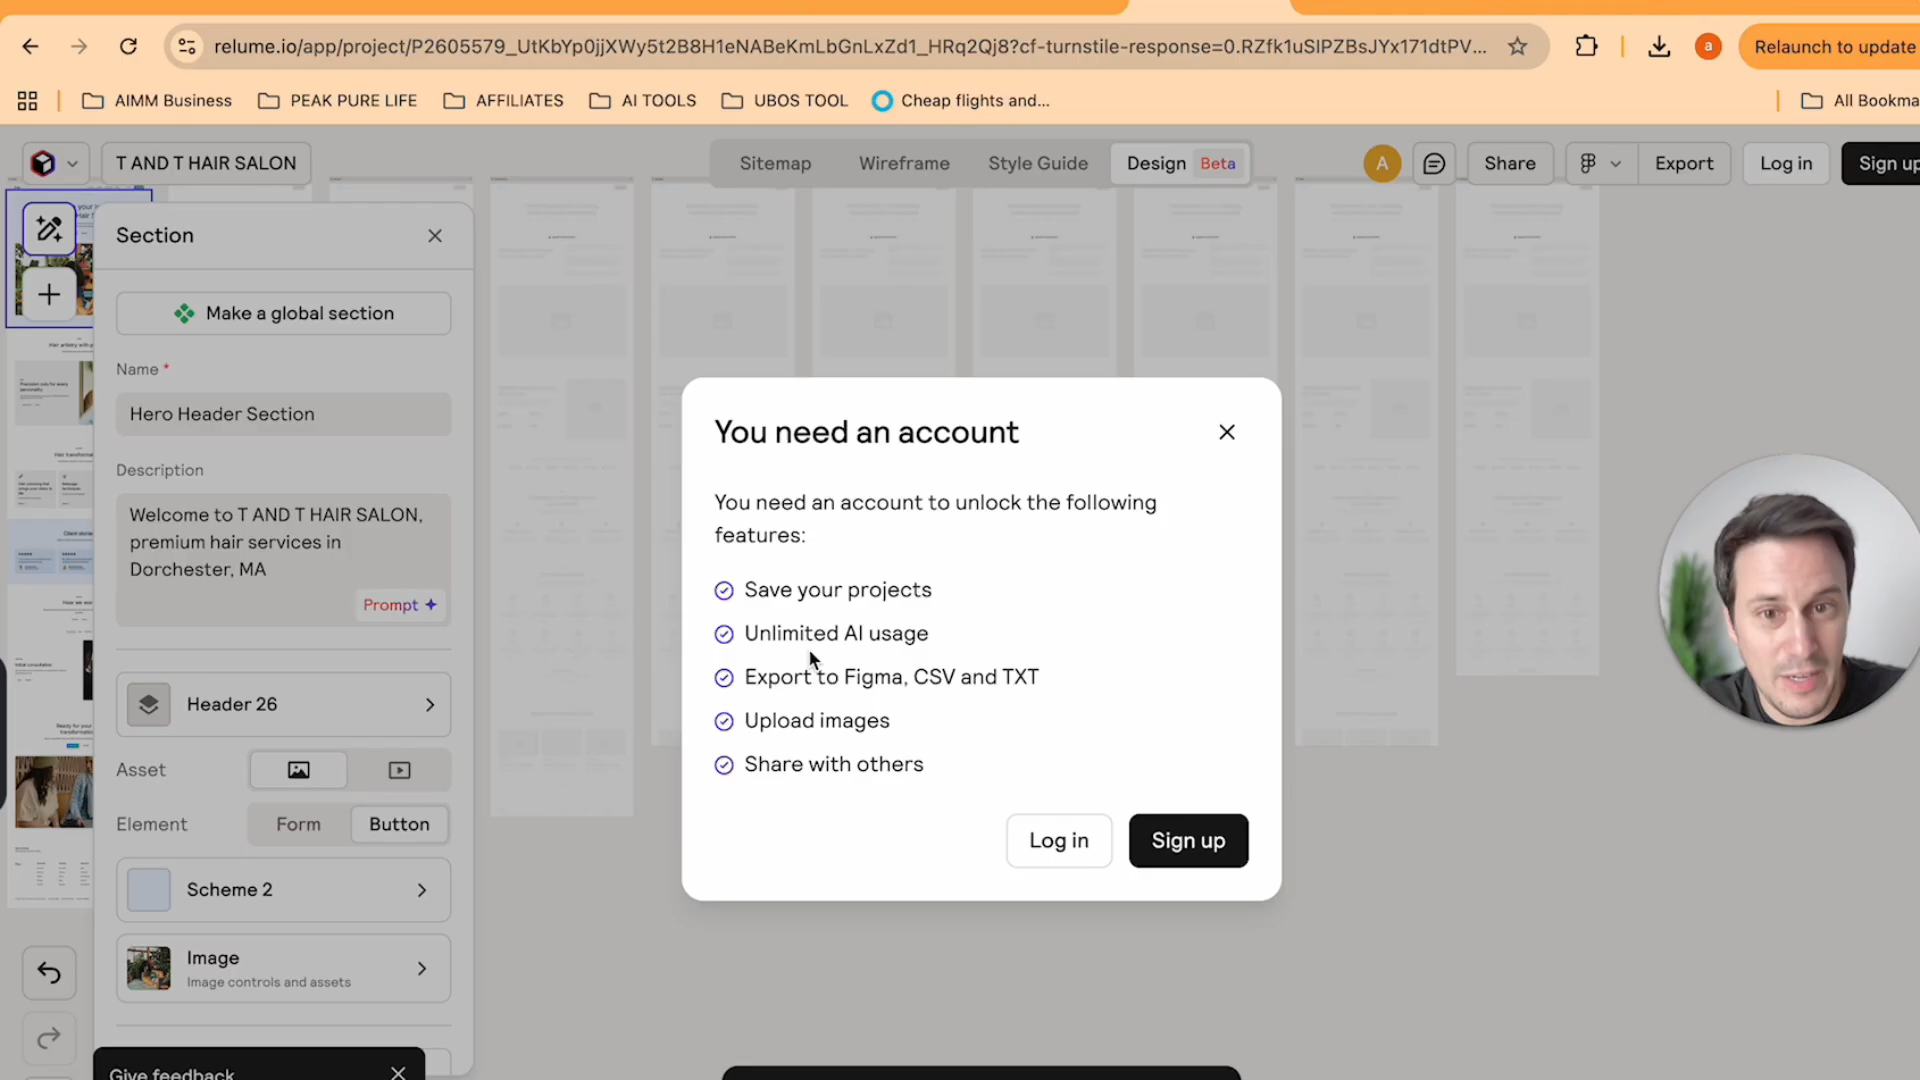 relume.io/app/project/P2605579_UtKbYp0jjXWy5t2B8H1eNABeKmLbGnLxZd1_HRq2Qj8?cf-turnstile-response=0.RZfk1uSlPZBsJYx171dtPV...
a
Relaunch to update
AIMM Business
PEAK PURE LIFE
AFFILIATES
AI TOOLS
UBOS TOOL
Cheap flights and...
All Bookma
T AND T HAIR SALON
Sitemap
Wireframe
Style Guide
Design
Beta
A
Share
Export
Log in
Sign up
Section
Make a global section
Name *
Hero Header Section
Description
Welcome to T AND T HAIR SALON,
premium hair services in
Dorchester, MA
Prompt
Header 26
Asset
Element
Form
Button
Scheme 2
Image
Image controls and assets
Give feedback
You need an account
You need an account to unlock the following
features:
Save your projects
Unlimited AI usage
Export to Figma, CSV and TXT
Upload images
Share with others
Log in
Sign up